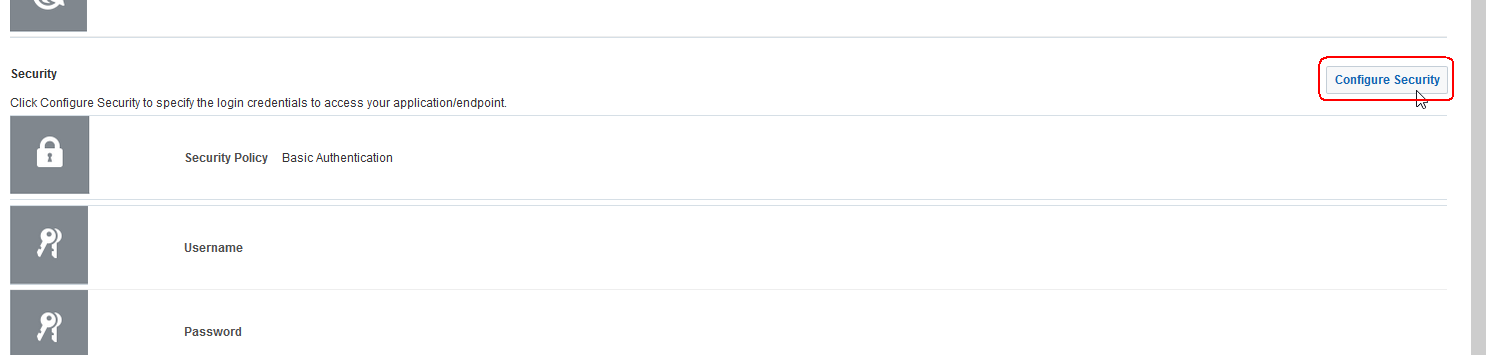 Security
Configure Security
Click Configure Security to specify the login credentials to access your application/endpoint.
Security Policy Basic Authentication
Username
Password